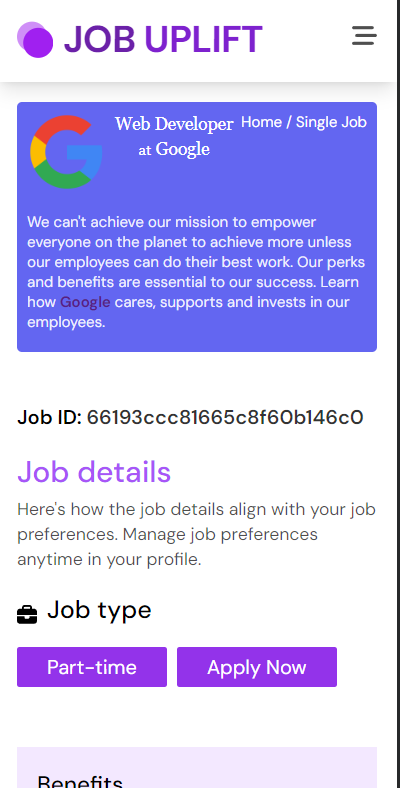 JOB UPLIFT
Web Developer
at Google
Home / Single Job
We can't achieve our mission to empower
everyone on the planet to achieve more unless
our employees can do their best work. Our perks
and benefits are essential to our success. Learn
how Google cares, supports and invests in our
employees.
Job ID: 66193ccc81665c8f60b146c0
Job details
Here's how the job details align with your job
preferences. Manage job preferences
anytime in your profile.
Job type
Part-time Apply Now
Benefits